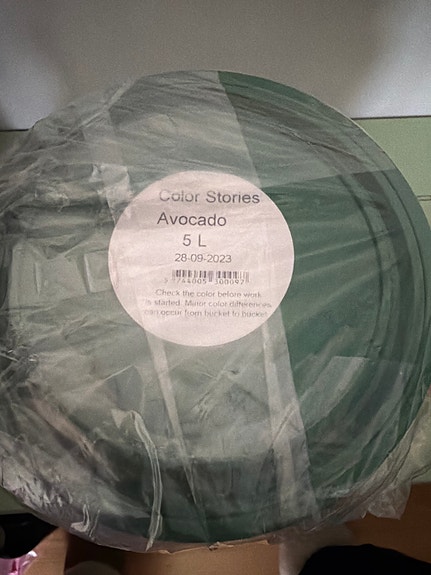 Color Stories
Avocado
5 L
28-09-2023
Check the color before work
is started. Minor color differences
can occur from bucket to bucket